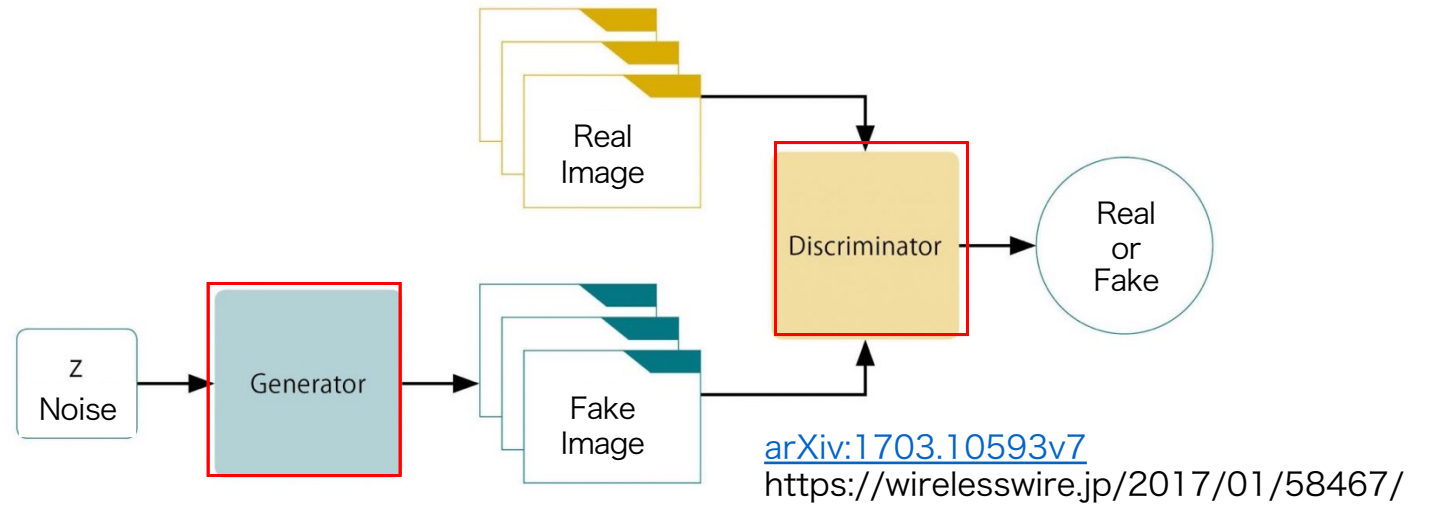 Real
Image
Discriminator
Real
or
Fake
z
Noise
Generator
Fake
Image
arXiv:1703.10593v7
https://wirelesswire.jp/2017/01/58467/